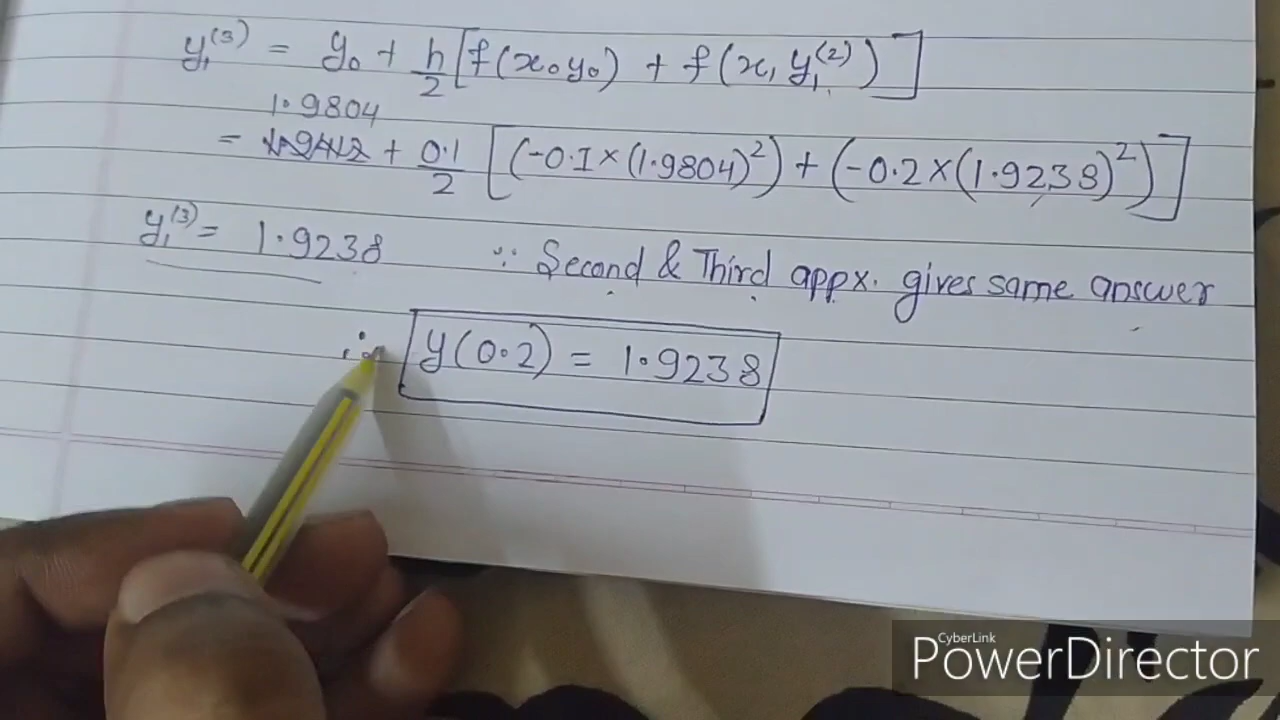 y₁⁽³⁾ = y₀ + h/2 [f(x₀y₀) + f(x₁ y₁⁽²⁾)]
1.9804
= + 0.1/2 [(-0.1×(1.9804)²) + (-0.2×(1.9238)²)]
y₁⁽³⁾ = 1.9238 ∵ Second & Third appx. gives same answer
∴ y(0.2) = 1.9238
CyberLink
PowerDirector